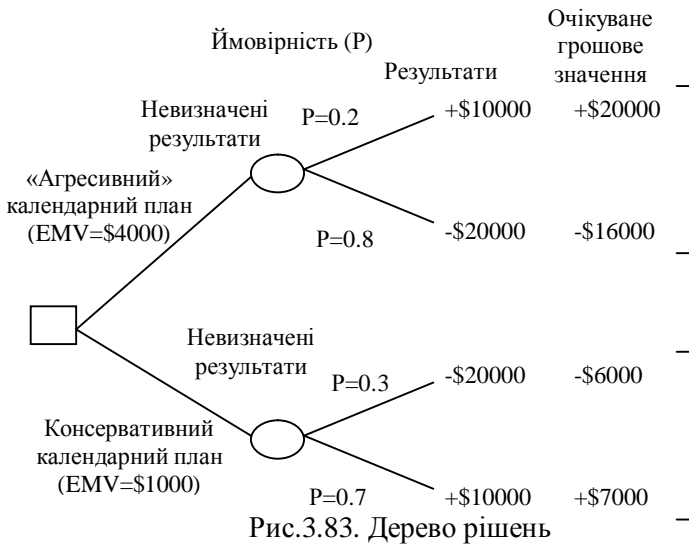 Ймовірність (Р)
Результати
Очікуване
грошове
значення
Невизначені
результати
P=0.2
+$10000
+$20000
«Агресивний»
календарний план
(EMV=$4000)
P=0.8
-$20000
-$16000
Невизначені
результати
P=0.3
-$20000
-$6000
Консервативний
календарний план
(EMV=$1000)
P=0.7
+$10000
+$7000
Рис.3.83. Дерево рішень